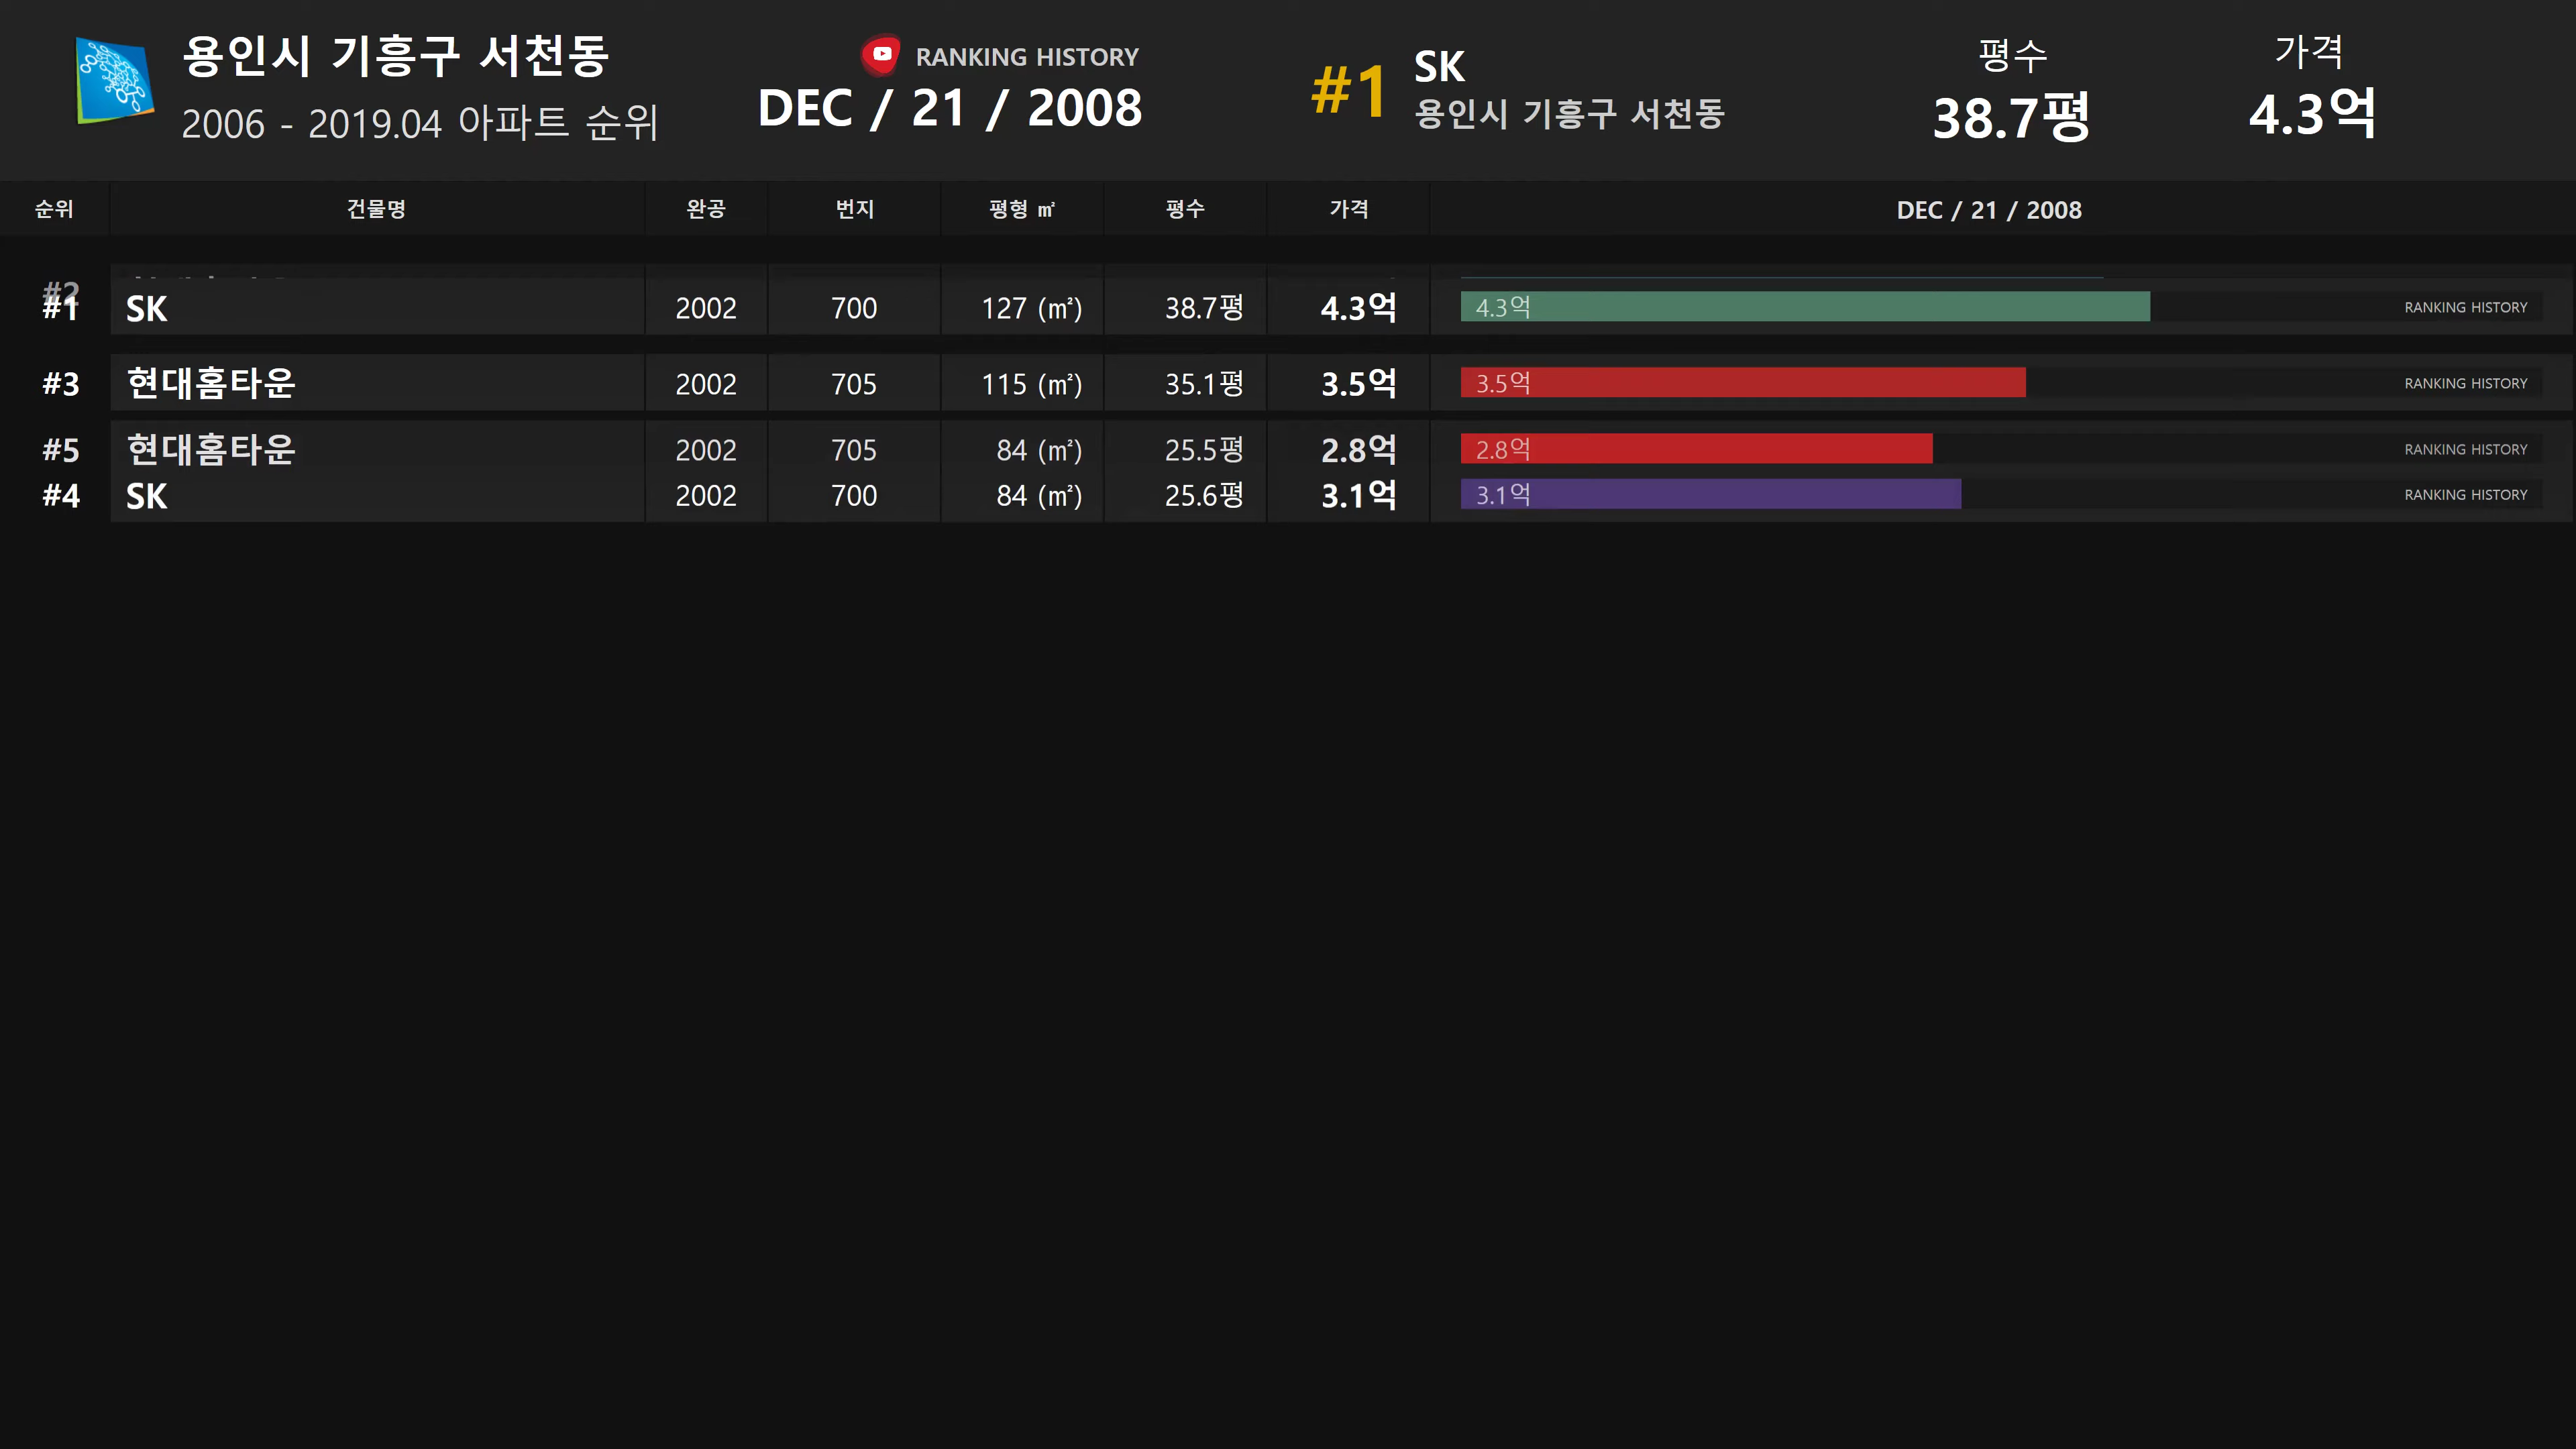 용인시 기흥구 서천동
2006 - 2019.04 아파트 순위
RANKING HISTORY
DEC / 21 / 2008
#1
SK
용인시 기흥구 서천동
평수
38.7평
가격
4.3억
순위 건물명 완공 번지 평형 ㎡ 평수 가격 DEC / 21 / 2008
#2
#1 SK 2002 700 127 (㎡) 38.7평 4.3억 4.3억 RANKING HISTORY
#3 현대홈타운 2002 705 115 (㎡) 35.1평 3.5억 3.5억 RANKING HISTORY
#5 현대홈타운 2002 705 84 (㎡) 25.5평 2.8억 2.8억 RANKING HISTORY
#4 SK 2002 700 84 (㎡) 25.6평 3.1억 3.1억 RANKING HISTORY